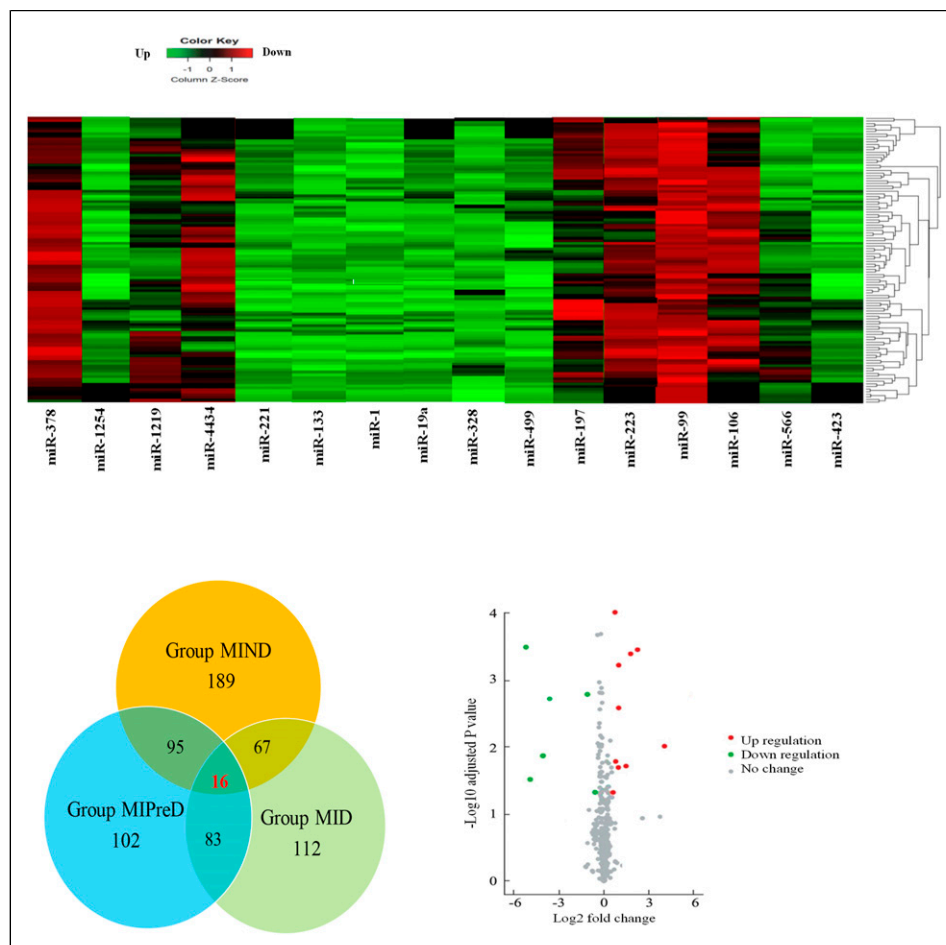 Color Key
Up
Down
-1 0 1
Column Z-Score
miR-378
miR-1254
miR-1219
miR-4434
miR-221
miR-133
miR-1
miR-19a
miR-328
miR-499
miR-197
miR-223
miR-99
miR-106
miR-566
miR-423
Group MIND
189
95
67
16
Group MIPreD
102
83
Group MID
112
-Log10 adjusted P value
4
3
2
1
0
-6 -3 0 3 6
Log2 fold change
Up regulation
Down regulation
No change